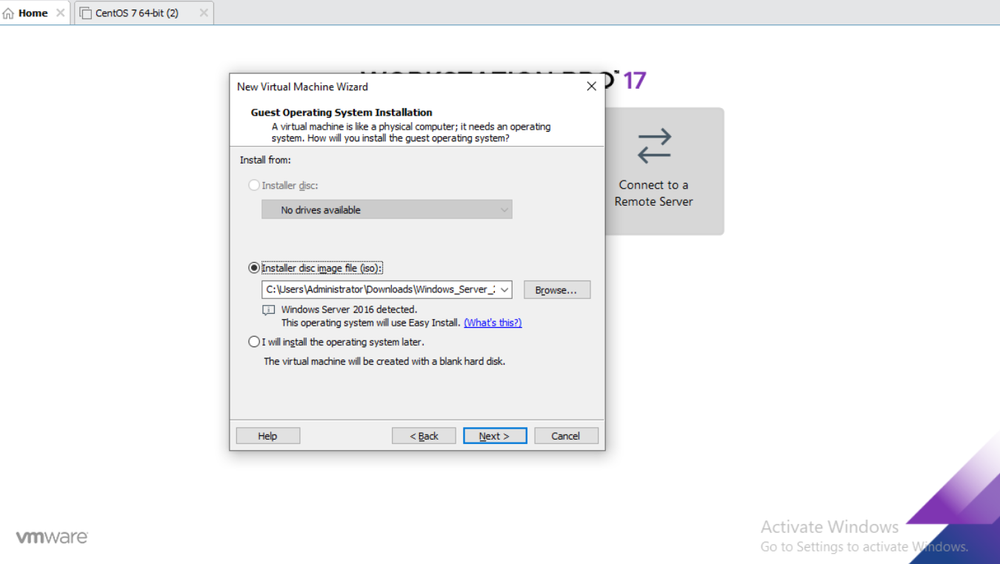 Home
CentOS 7 64-bit (2)
WORKSTATION PRO™ 17
New Virtual Machine Wizard
Guest Operating System Installation
A virtual machine is like a physical computer; it needs an operating
system. How will you install the guest operating system?
Install from:
Installer disc:
No drives available
Installer disc image file (iso):
C:\Users\Administrator\Downloads\Windows_Server_
Browse...
Windows Server 2016 detected.
This operating system will use Easy Install. (What's this?)
I will install the operating system later.
The virtual machine will be created with a blank hard disk.
Help
< Back
Next >
Cancel
Connect to a
Remote Server
vmware
Activate Windows
Go to Settings to activate Windows.